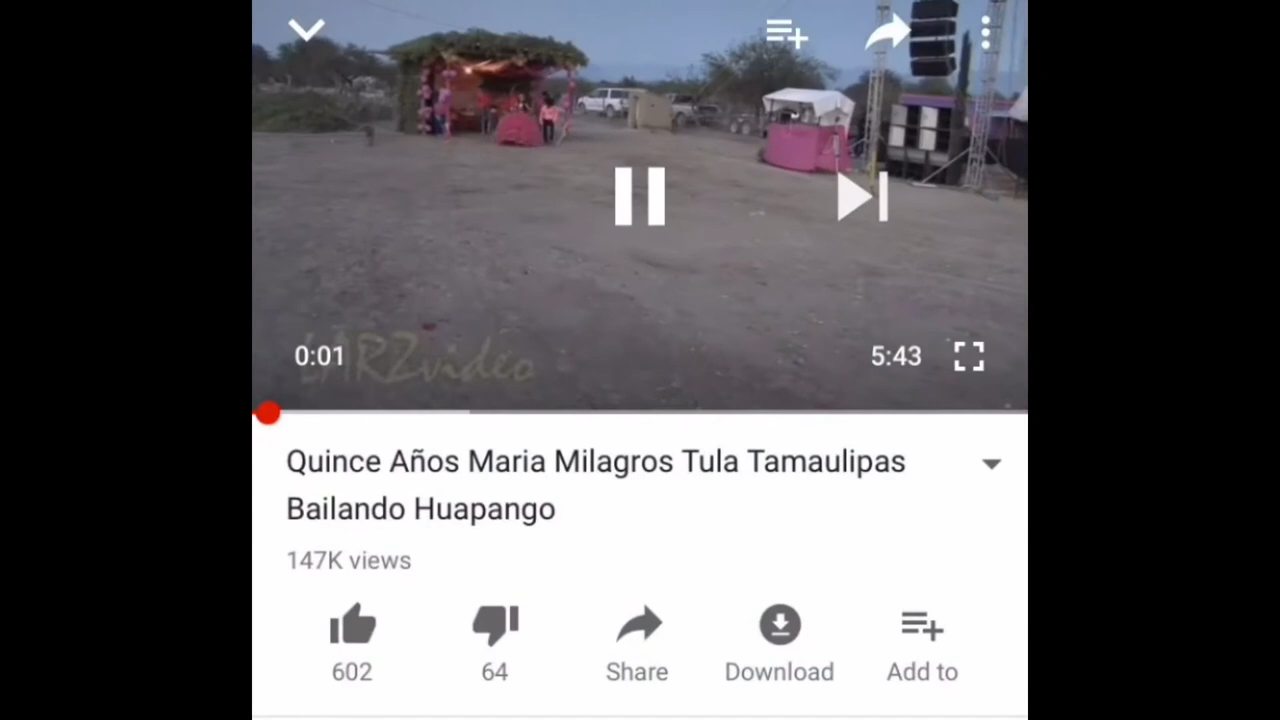 0:01
LARZvideo
5:43
Quince Años Maria Milagros Tula Tamaulipas
Bailando Huapango
147K views
602
64
Share
Download
Add to